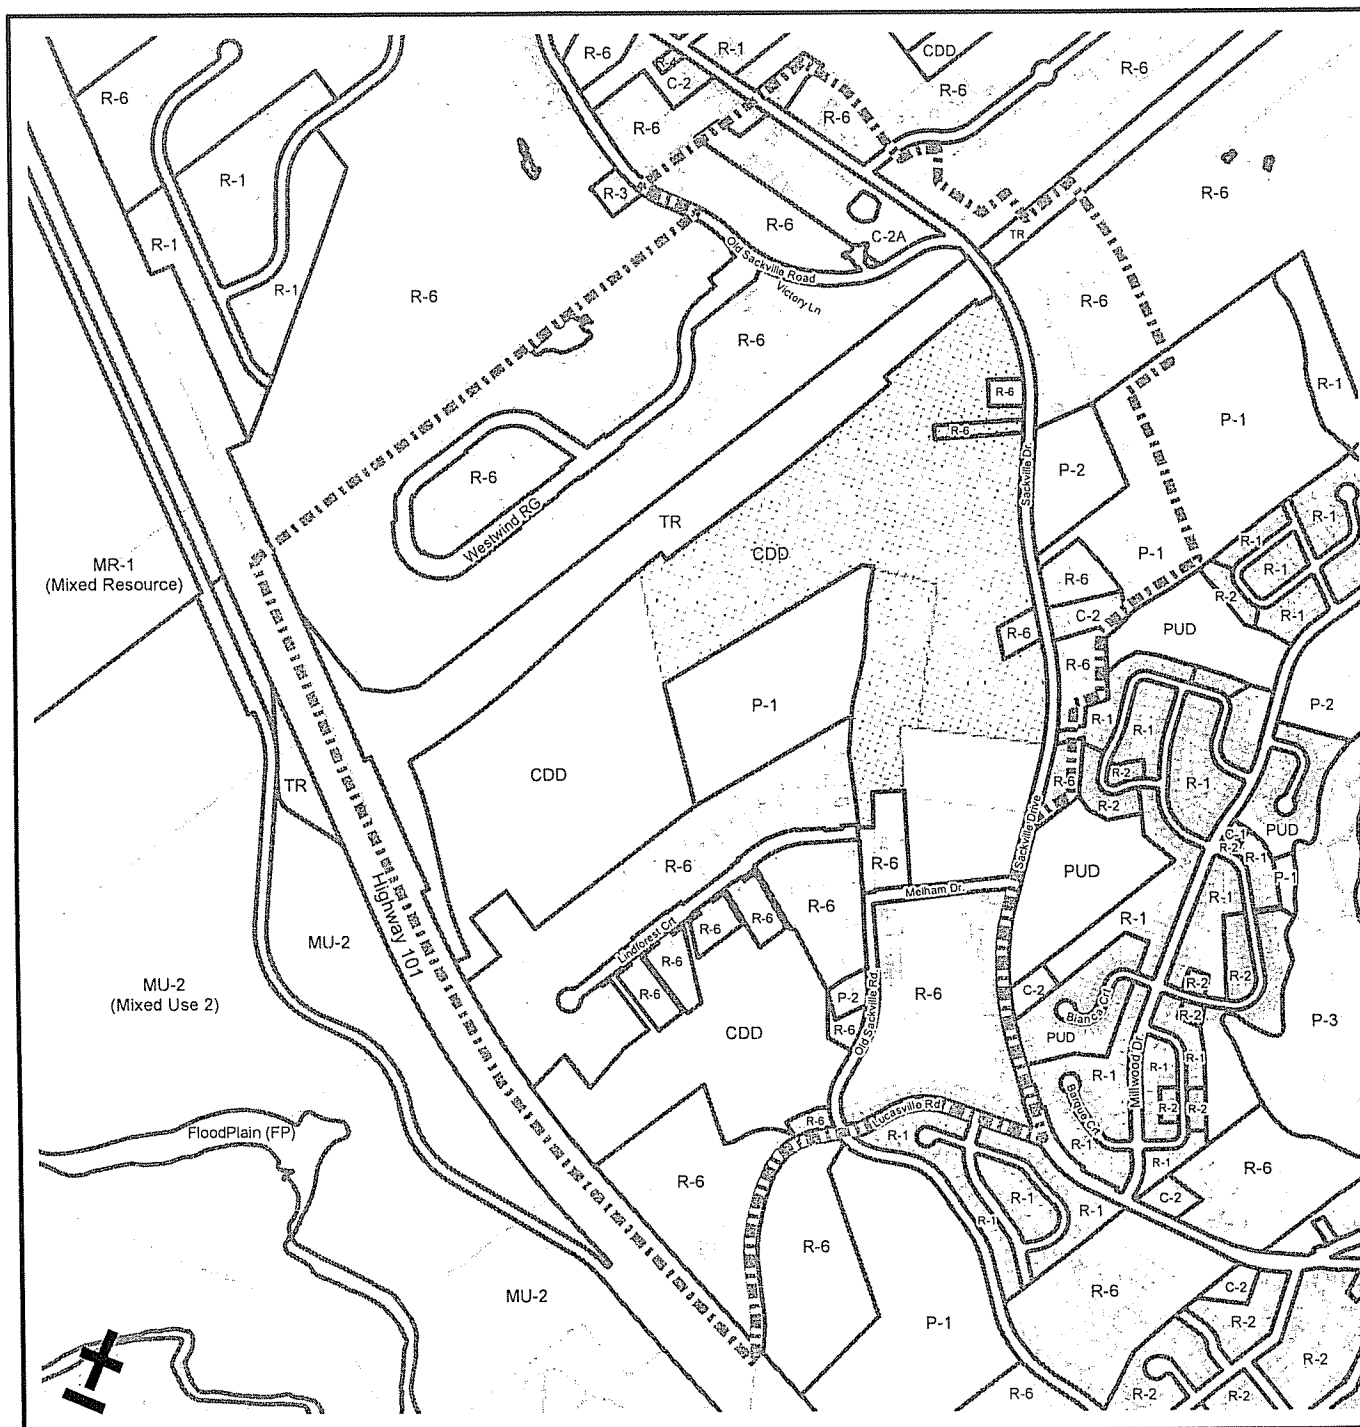 R-6
R-1
CDD
R-6
R-6
C-2
R-6
R-6
R-6
R-1
R-3
R-6
R-6
R-1
C-2A
TR
Old Sackville Road
R-1
R-6
Victory Ln
R-6
R-6
R-6
R-1
R-6
P-1
Sackville Dr.
P-2
R-6
Westwind RG
TR
CDD
R-1
R-1
P-1
R-1
MR-1
(Mixed Resource)
R-6
R-2
R-1
C-2
R-6
PUD
R-6
P-1
P-2
R-1
R-1
CDD
R-2
R-1
R-6
TR
R-2
Sackville Drive
PUD
C-1
R-2
R-1
R-6
R-6
PUD
P-1
Highway 101
Melham Dr.
R-1
R-6
R-6
R-6
Lindforest Crt
R-1
MU-2
R-6
R-2
MU-2
(Mixed Use 2)
R-6
P-2
R-6
C-2
R-2
Bianca Crt
R-2
P-3
CDD
R-6
Old Sackville Rd.
PUD
R-1
R-1
R-1
Millwood Dr
Barque Crt
R-2
R-2
Lucasville Rd
R-6
FloodPlain (FP)
R-1
R-1
R-1
R-6
R-6
R-1
R-1
C-2
R-1
R-6
R-6
C-2
MU-2
P-1
R-2
R-2
R-6
R-2
R-2